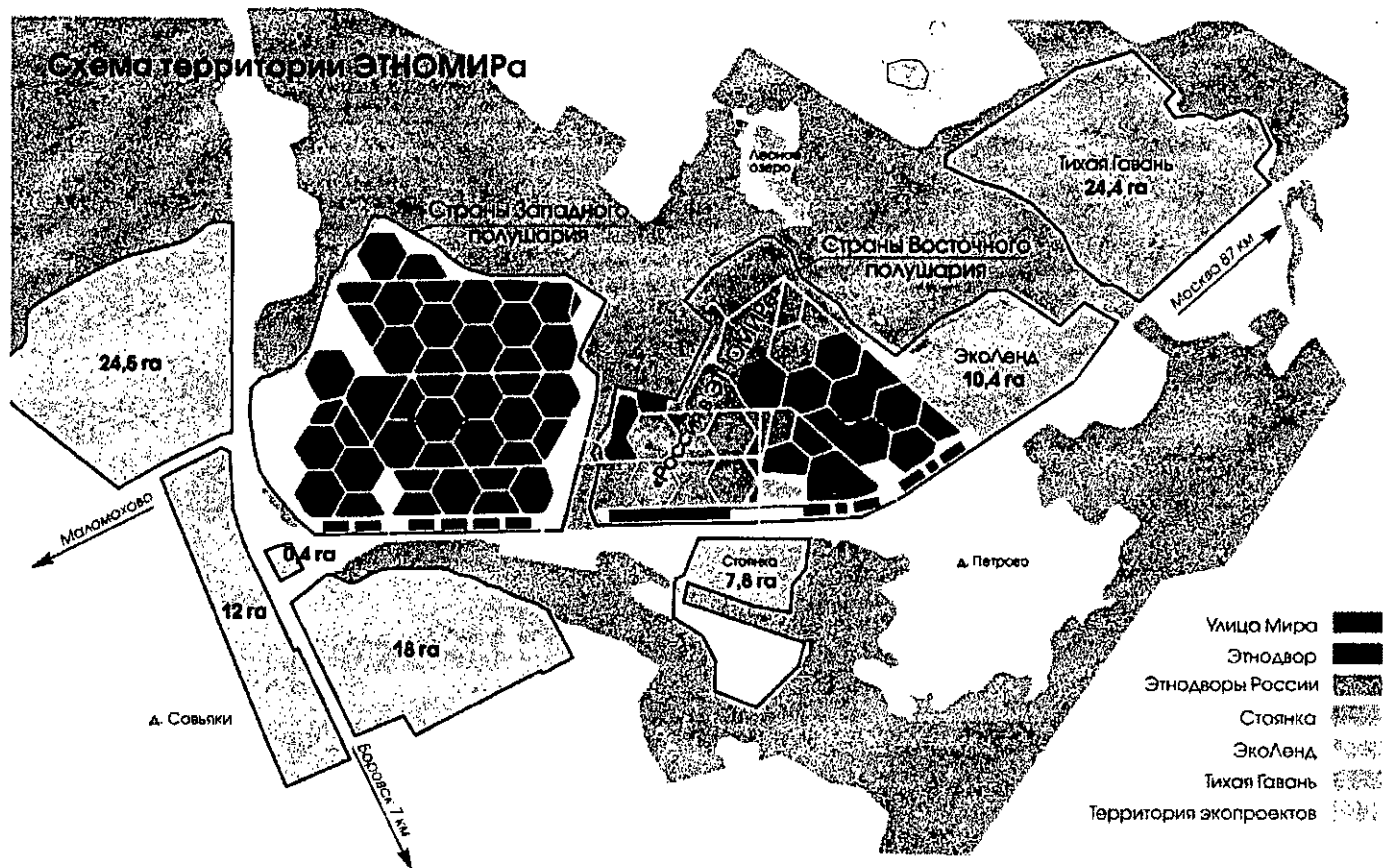 Схема территории ЭТНОМИРа
Лесное
озеро
Тихая Гавань
24,4 га
Страны Западного
полушария
Страны Восточного
полушария
Москва 87 км
24,6 га
ЭкоЛенд
10,4 га
Маломахово
0,4 га
Стоянка
7,8 га
д. Петрово
12 га
18 га
д. Совьяки
Боровск 7 км
Улица Мира
Этнодвор
Этнодворы России
Стоянка
ЭкоЛенд
Тихая Гавань
Территория экопроектов